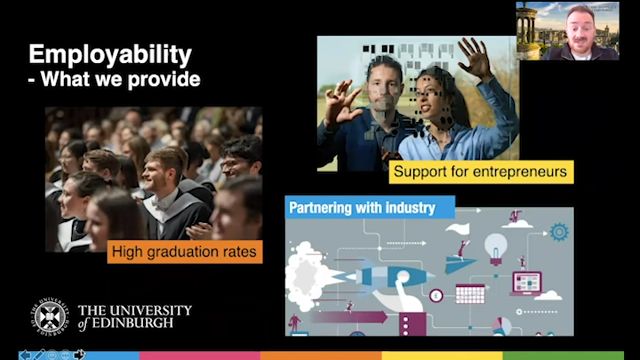 Employability
- What we provide
Support for entrepreneurs
Partnering with industry
High graduation rates
THE UNIVERSITY
of EDINBURGH